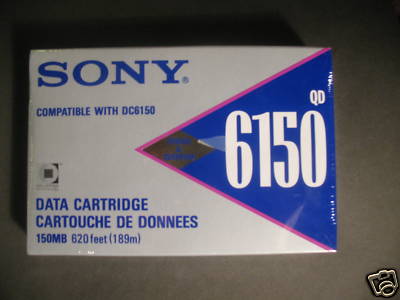 SONY®
COMPATIBLE WITH DC6150
QD
6150
DATA CARTRIDGE
CARTOUCHE DE DONNEES
150MB 620 feet (189m)